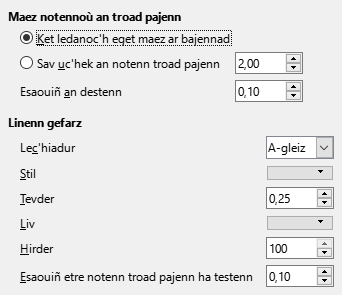 Maez notennoù an troad pajenn
Ket ledanoc'h eget maez ar bajennad
Sav uc'hek an notenn troad pajenn 2,00
Esaouiñ an destenn 0,10
Linenn gefarz
Lec'hiadur A-gleiz
Stil
Tevder 0,25
Liv
Hirder 100
Esaouiñ etre notenn troad pajenn ha testenn 0,10